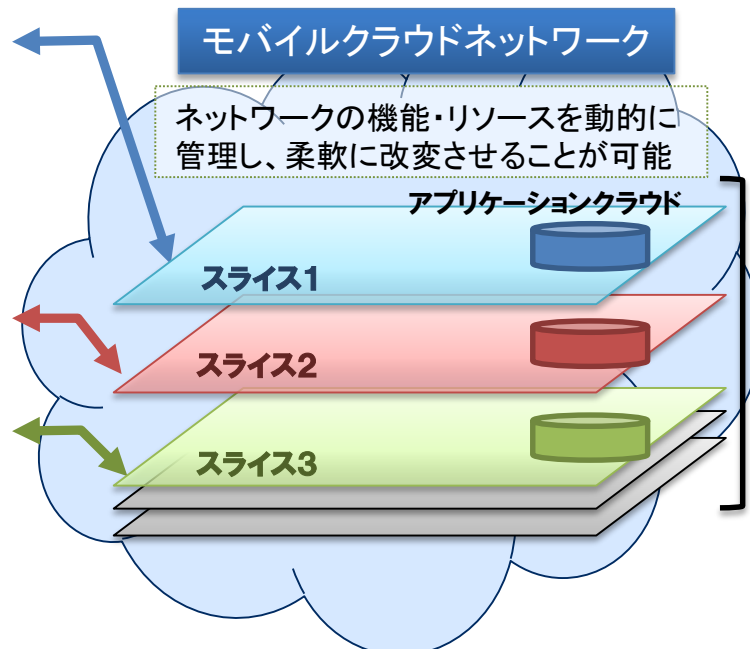 モバイルクラウドネットワーク
ネットワークの機能・リソースを動的に
管理し、柔軟に改変させることが可能
アプリケーションクラウド
スライス1
スライス2
スライス3